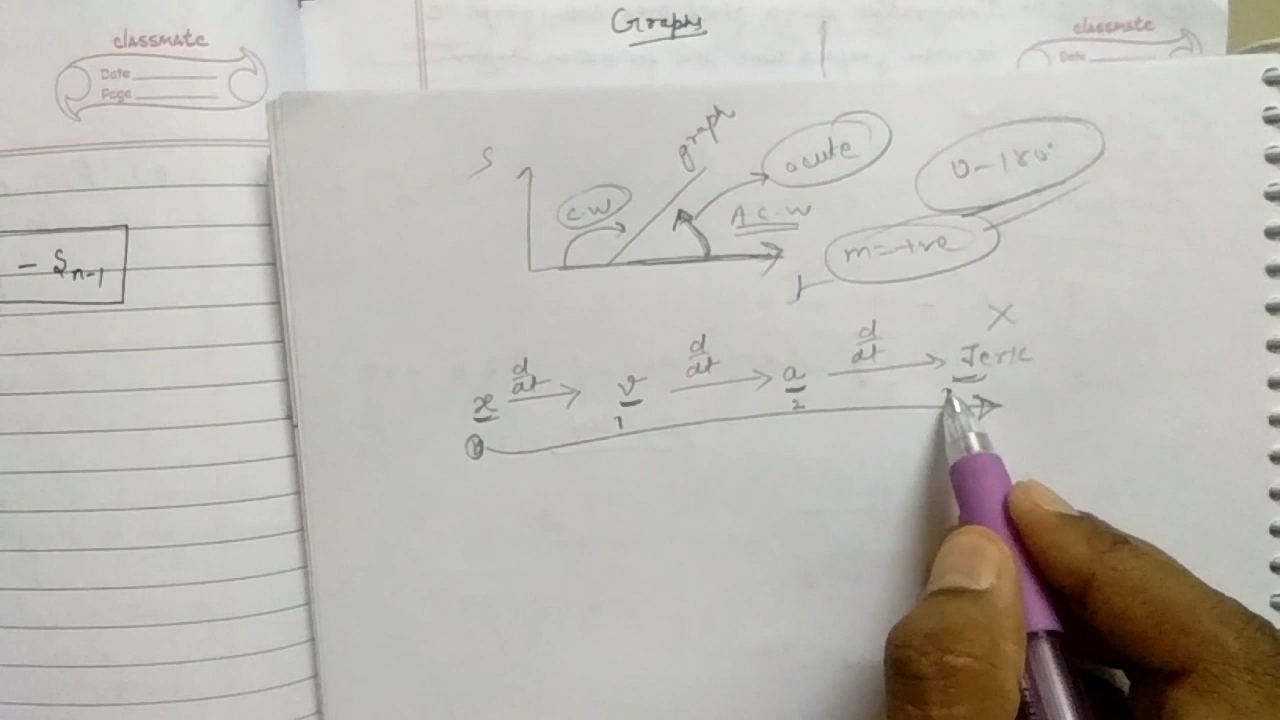 Graphs
classmate
Date
Page
classmate
Date
- Sn-1
S
graph
acute
0-180°
C.W
A.C.W
m=+ve
x d/dt v d/dt a d/dt Jerk X
0 1 2